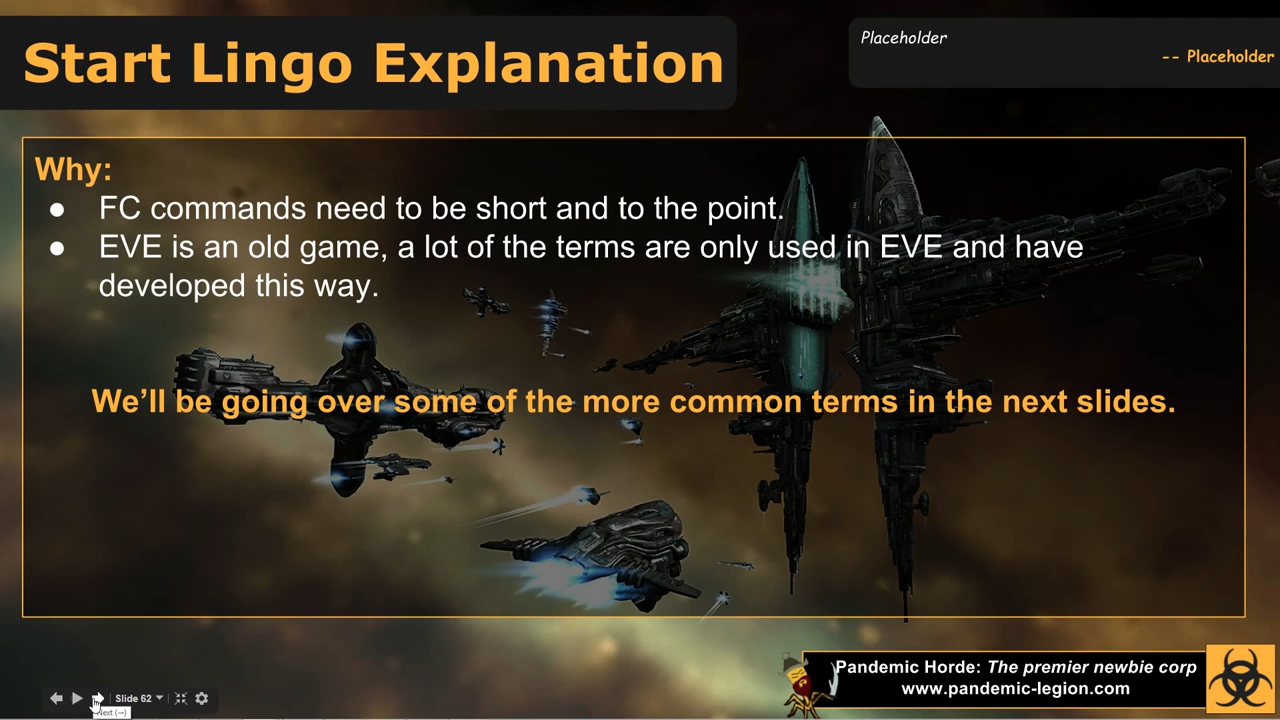 Start Lingo Explanation
Placeholder
-- Placeholder
Why:
● FC commands need to be short and to the point.
● EVE is an old game, a lot of the terms are only used in EVE and have
developed this way.
We’ll be going over some of the more common terms in the next slides.
Pandemic Horde: The premier newbie corp
www.pandemic-legion.com
Slide 62
Next (→)